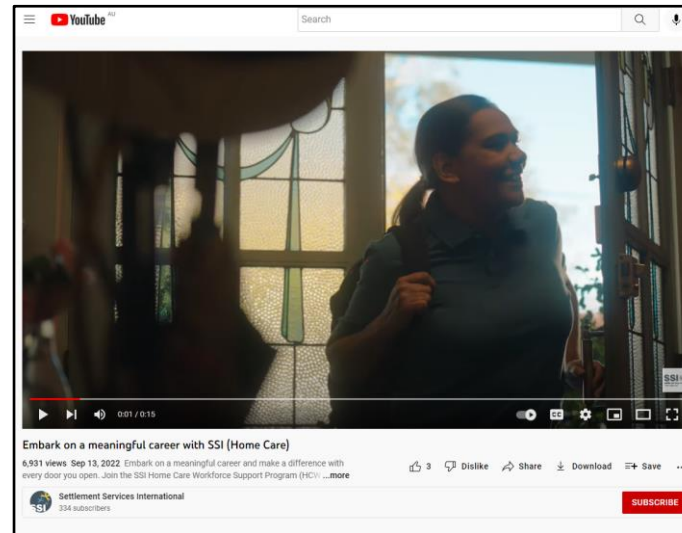 YouTube AU
Search
SSI
0:01 / 0:15
CC
Embark on a meaningful career with SSI (Home Care)
6,931 views Sep 13, 2022 Embark on a meaningful career and make a difference with
every door you open. Join the SSI Home Care Workforce Support Program (HCW ...more
3 Dislike Share Download Save ...
SSI
Settlement Services International
334 subscribers
SUBSCRIBE